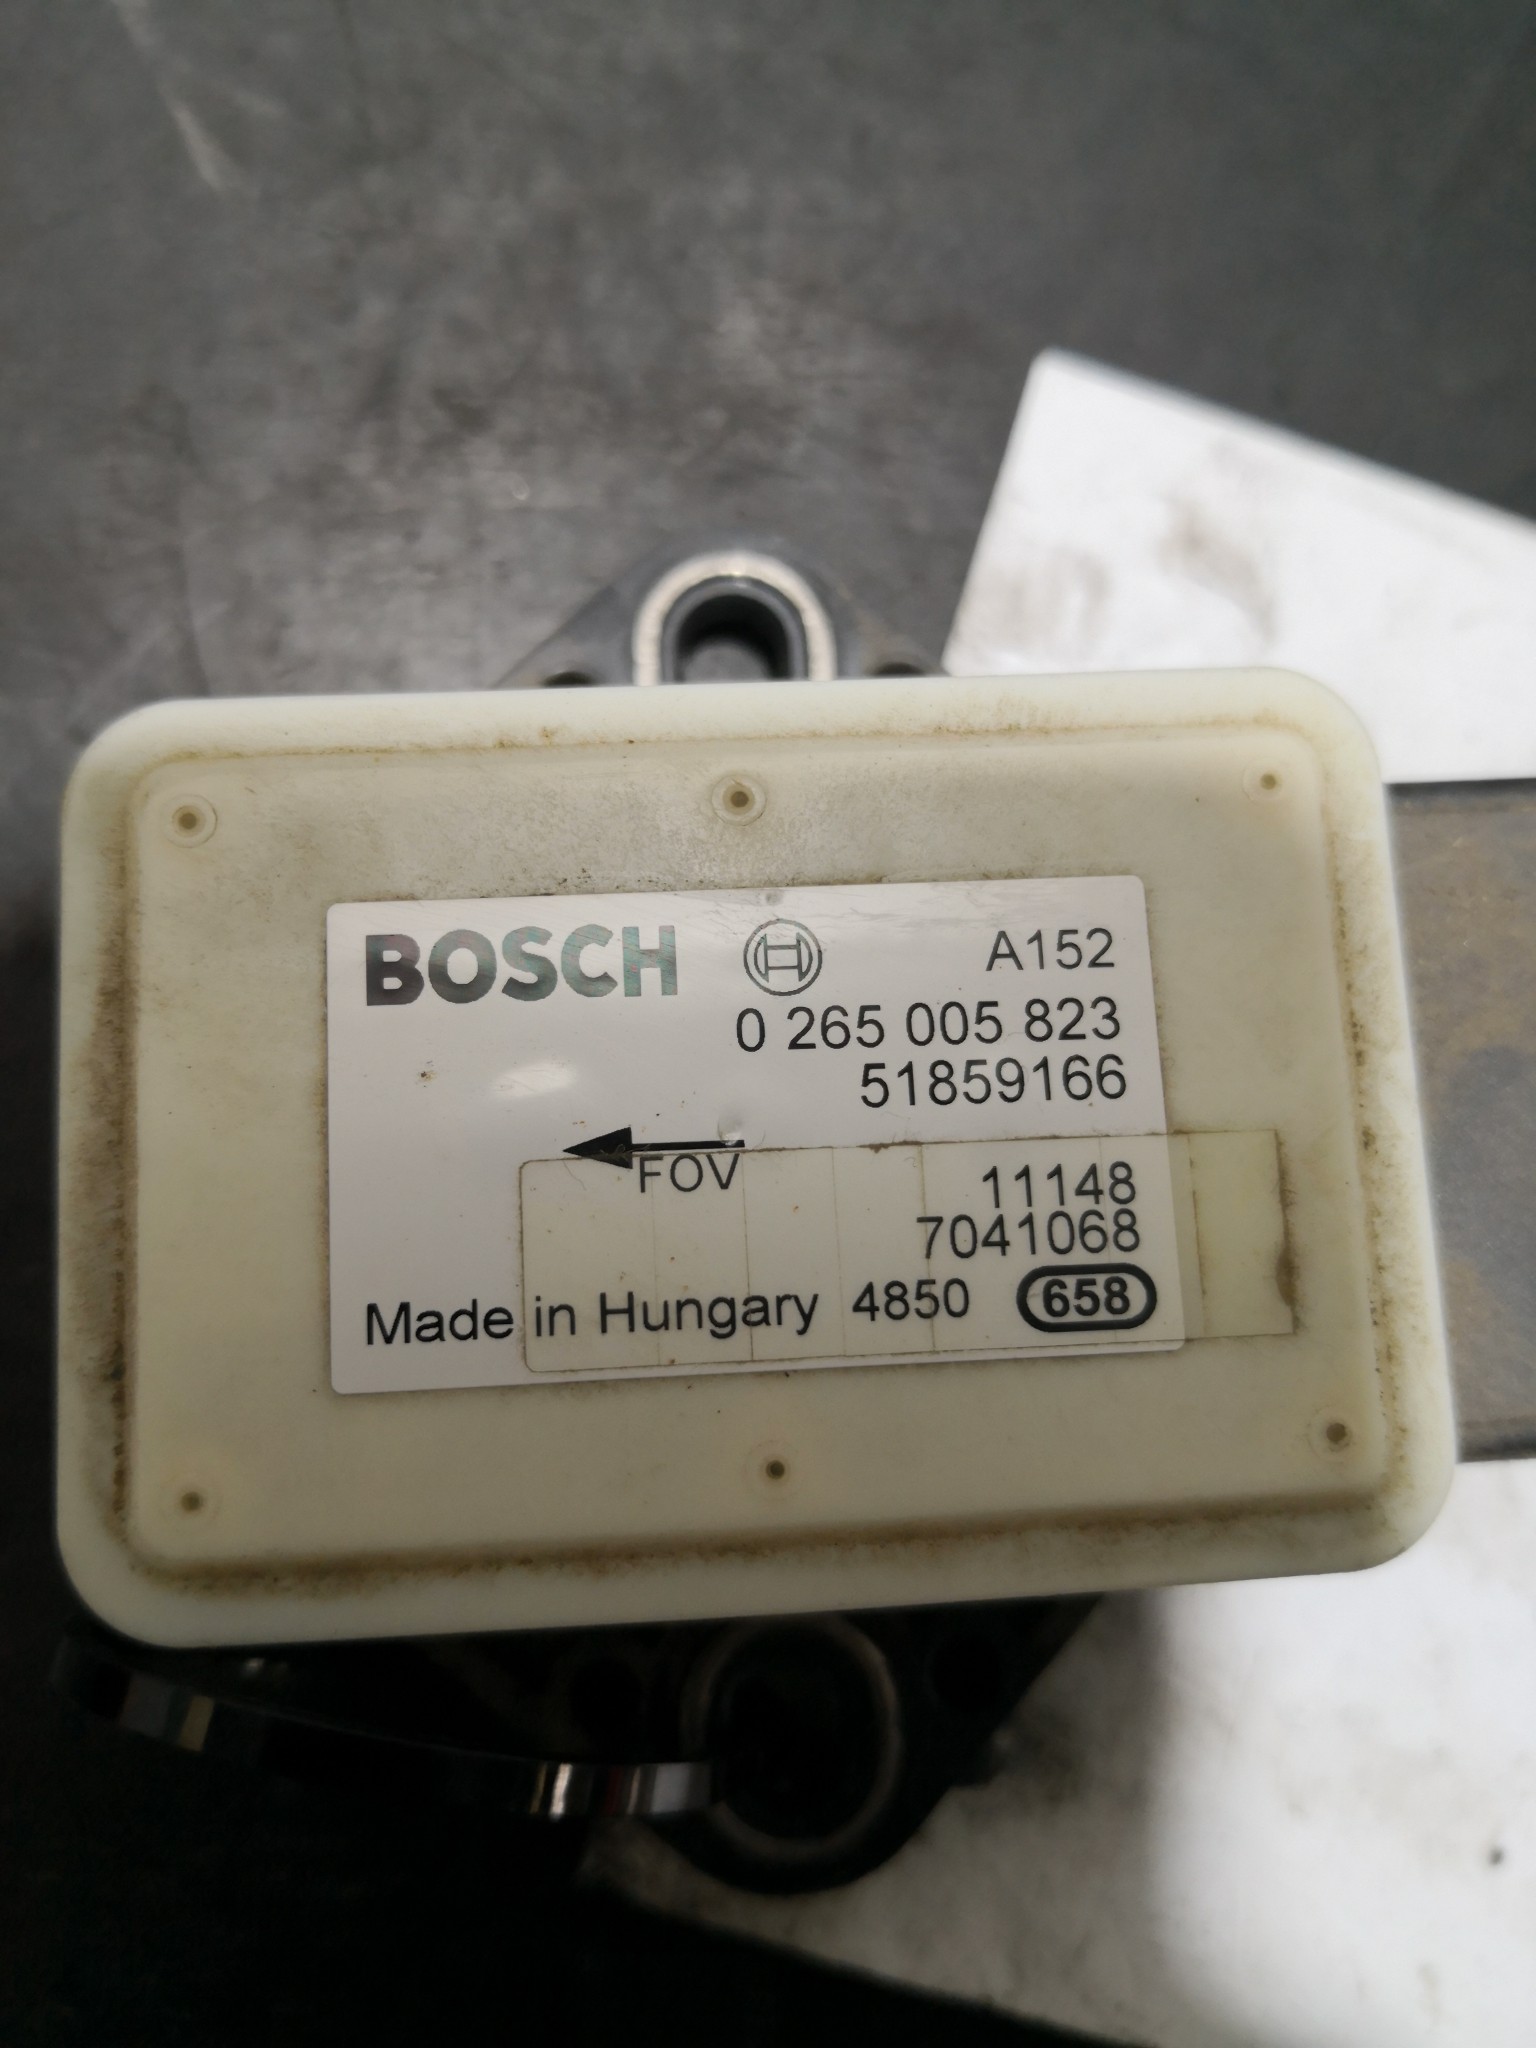 BOSCH A152
0 265 005 823
51859166
FOV
11148
7041068
Made in Hungary 4850 658